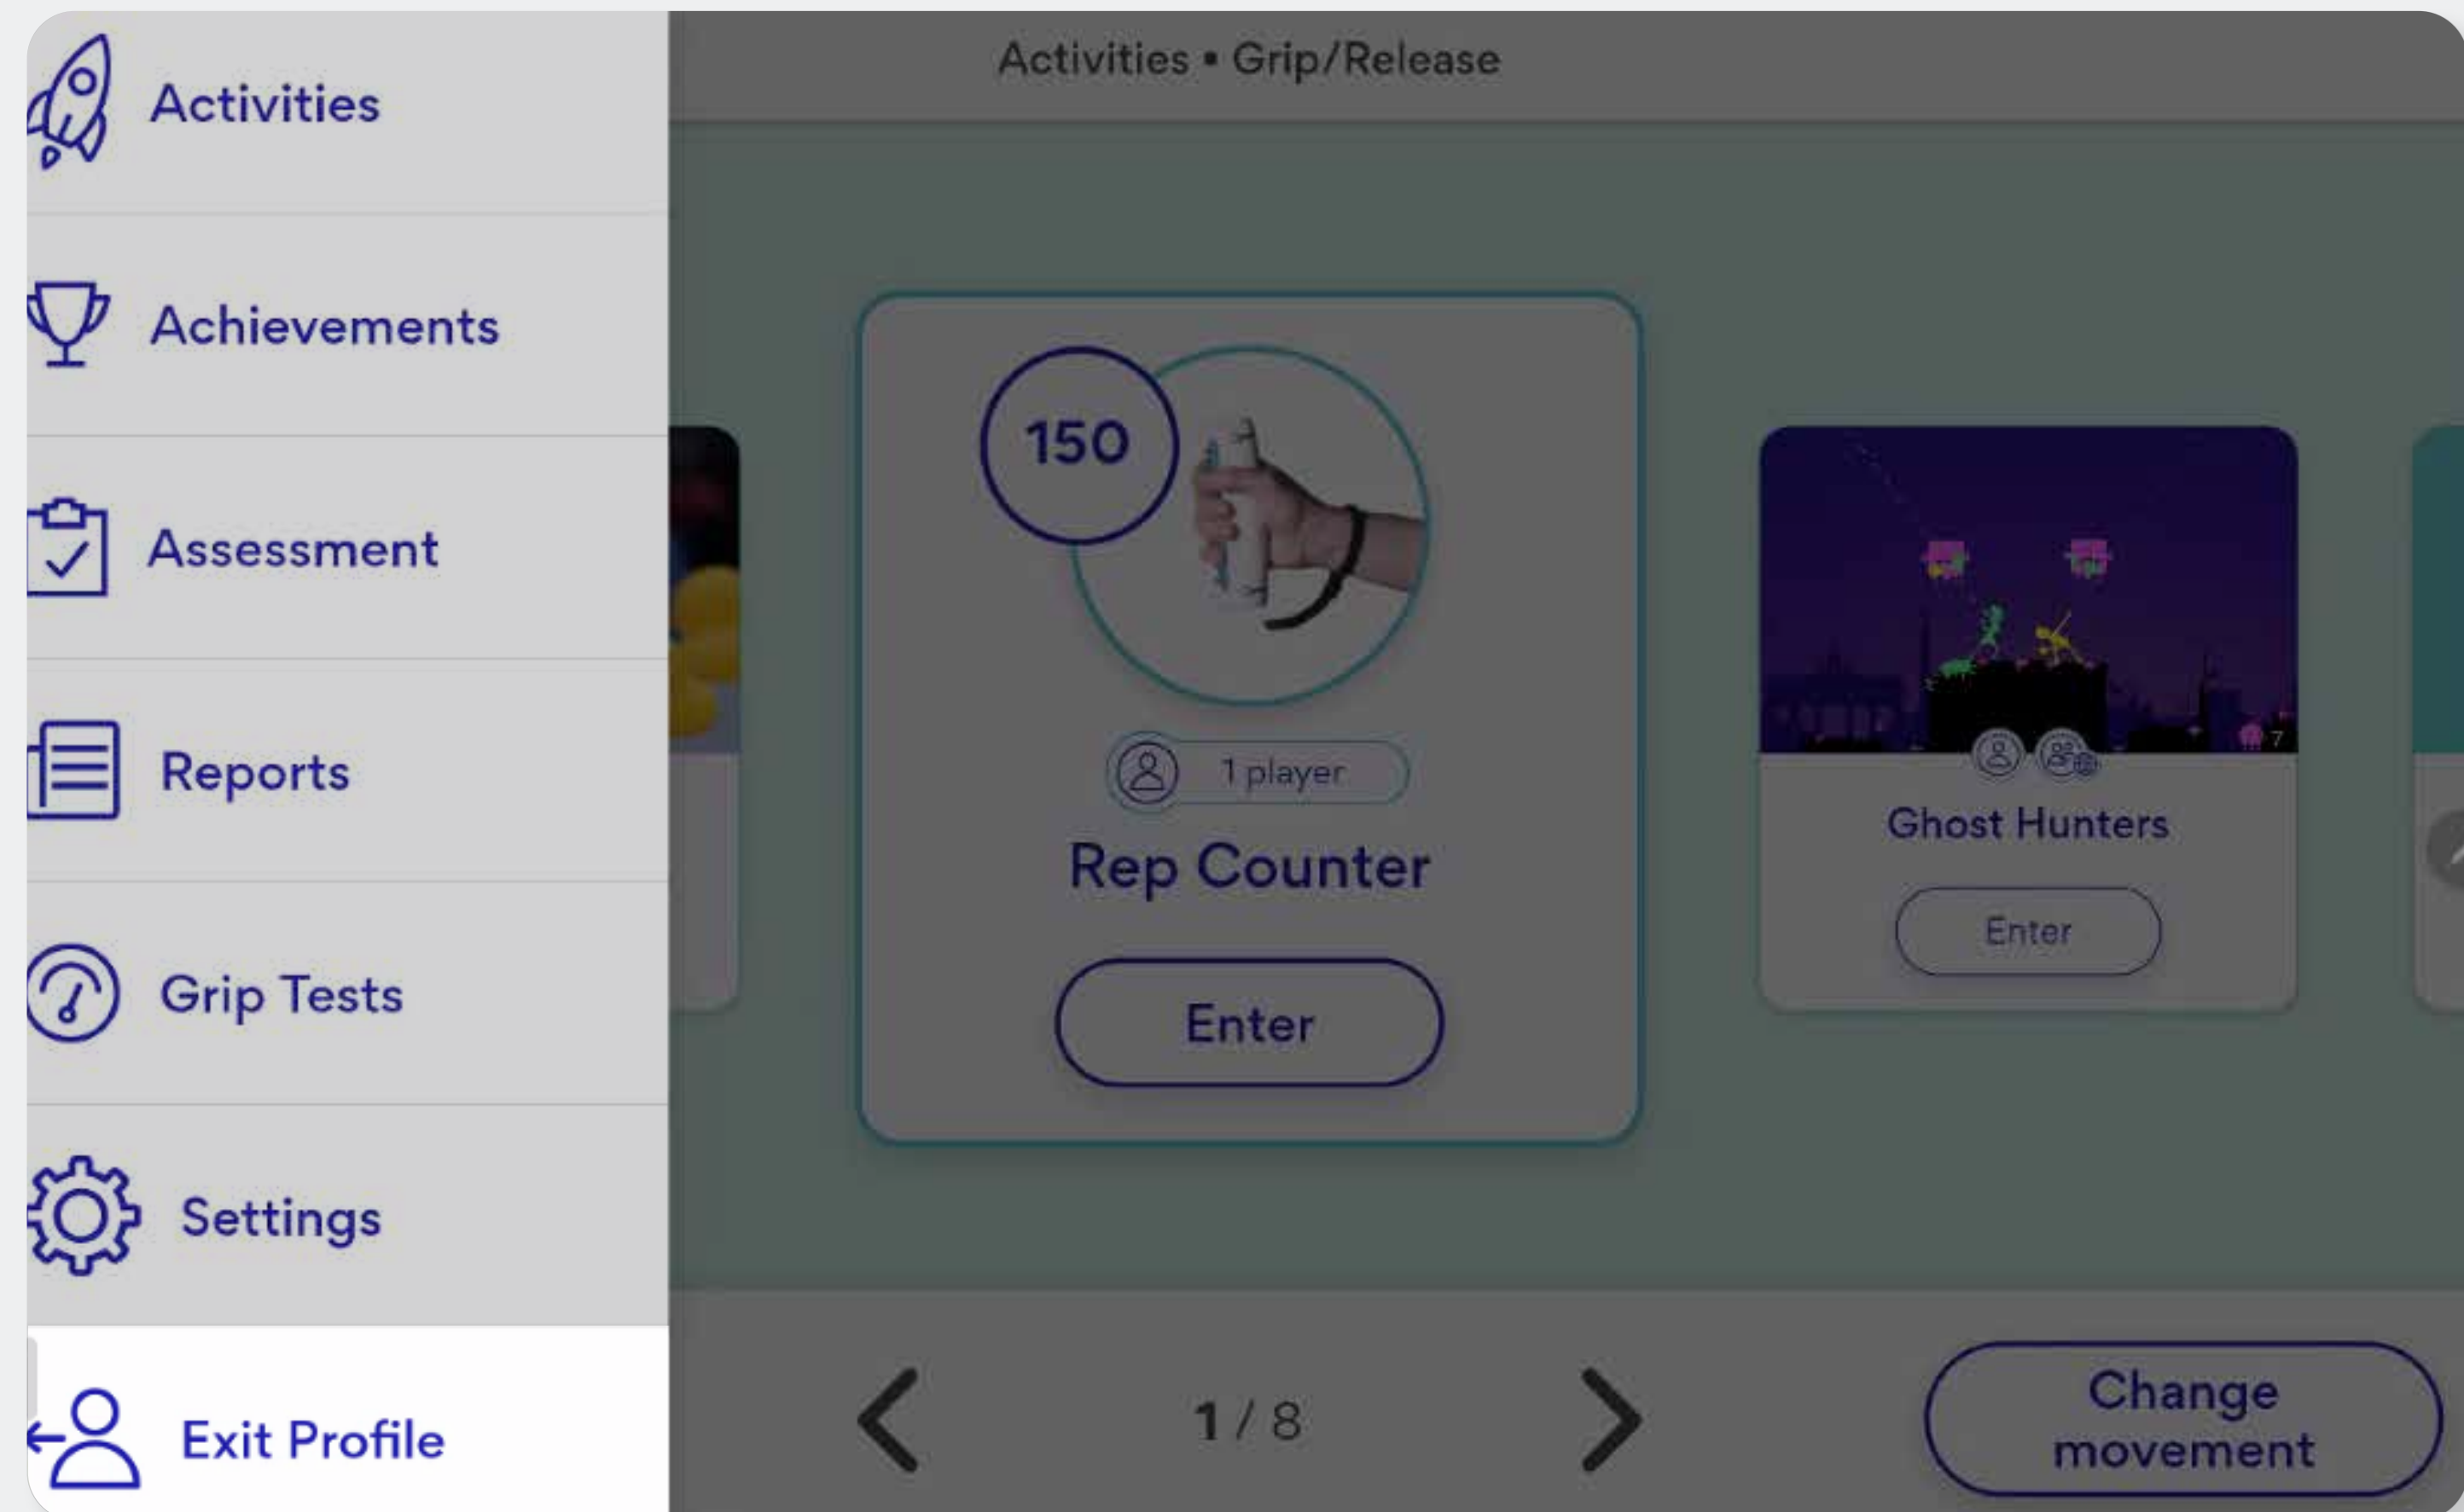 Activities
Achievements
Assessment
Reports
Grip Tests
Settings
Exit Profile
Activities • Grip/Release
150
1 player
Rep Counter
Enter
7
Ghost Hunters
Enter
1 / 8
Change
movement